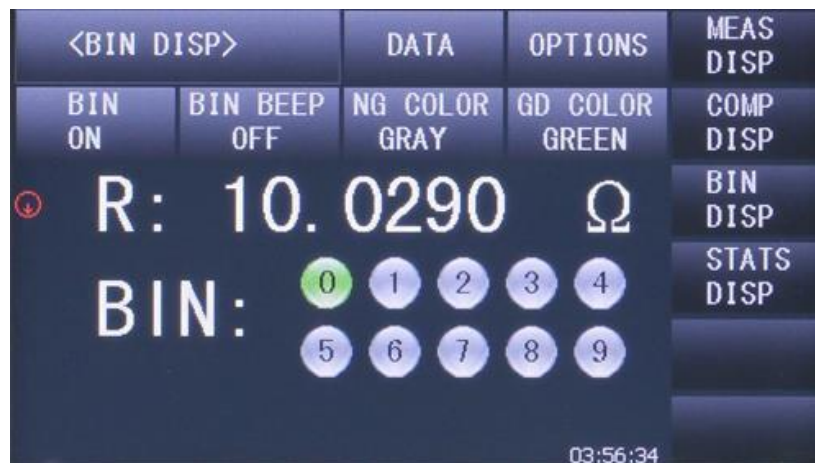 <BIN DISP>
DATA
OPTIONS
MEAS
DISP
BIN
ON
BIN BEEP
OFF
NG COLOR
GRAY
GD COLOR
GREEN
COMP
DISP
R: 10.0290 Ω
BIN
DISP
BIN:
0 1 2 3 4
5 6 7 8 9
STATS
DISP
03:56:34